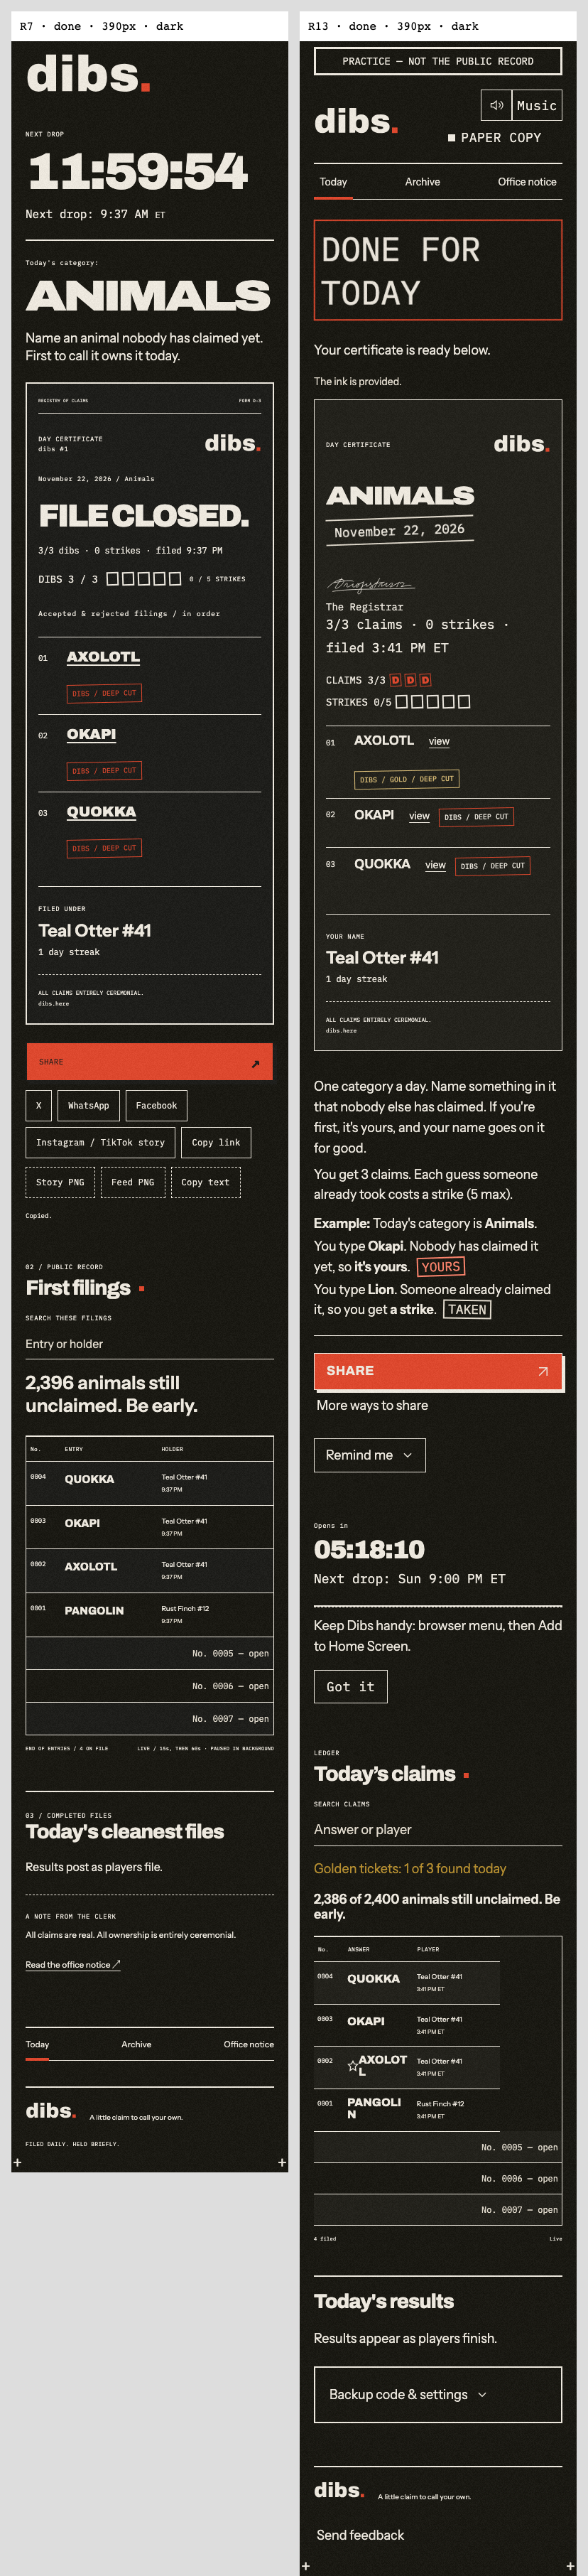 R7 • done • 390px • dark
dibs.
NEXT DROP
11:59:54
Next drop: 9:37 AM ET
Today's category:
ANIMALS
Name an animal nobody has claimed yet.
First to call it owns it today.
REGISTRY OF CLAIMS
FORM D-3
DAY CERTIFICATE
dibs #1
dibs.
November 22, 2026 / Animals
FILE CLOSED.
3/3 dibs · 0 strikes · filed 9:37 PM
DIBS 3 / 3
0 / 5 STRIKES
Accepted & rejected filings / in order
01 AXOLOTL
DIBS / DEEP CUT
02 OKAPI
DIBS / DEEP CUT
03 QUOKKA
DIBS / DEEP CUT
FILED UNDER
Teal Otter #41
1 day streak
ALL CLAIMS ENTIRELY CEREMONIAL.
dibs.here
SHARE ↗
X
WhatsApp
Facebook
Instagram / TikTok story
Copy link
Story PNG
Feed PNG
Copy text
Copied.
02 / PUBLIC RECORD
First filings
SEARCH THESE FILINGS
Entry or holder
2,396 animals still
unclaimed. Be early.
No. ENTRY HOLDER
0004 QUOKKA Teal Otter #41
9:37 PM
0003 OKAPI Teal Otter #41
9:37 PM
0002 AXOLOTL Teal Otter #41
9:37 PM
0001 PANGOLIN Rust Finch #12
9:37 PM
No. 0005 — open
No. 0006 — open
No. 0007 — open
END OF ENTRIES / 4 ON FILE
LIVE / 15s, THEN 60s · PAUSED IN BACKGROUND
03 / COMPLETED FILES
Today's cleanest files
Results post as players file.
A NOTE FROM THE CLERK
All claims are real. All ownership is entirely ceremonial.
Read the office notice ↗
Today
Archive
Office notice
dibs.
A little claim to call your own.
FILED DAILY. HELD BRIEFLY.
R13 • done • 390px • dark
PRACTICE — NOT THE PUBLIC RECORD
dibs.
Music
PAPER COPY
Today
Archive
Office notice
DONE FOR
TODAY
Your certificate is ready below.
The ink is provided.
DAY CERTIFICATE
dibs.
ANIMALS
November 22, 2026
The Registrar
3/3 claims · 0 strikes ·
filed 3:41 PM ET
CLAIMS 3/3 D D D
STRIKES 0/5
01 AXOLOTL view
DIBS / GOLD / DEEP CUT
02 OKAPI view DIBS / DEEP CUT
03 QUOKKA view DIBS / DEEP CUT
YOUR NAME
Teal Otter #41
1 day streak
ALL CLAIMS ENTIRELY CEREMONIAL.
dibs.here
One category a day. Name something in it
that nobody else has claimed. If you're
first, it's yours, and your name goes on it
for good.
You get 3 claims. Each guess someone
already took costs a strike (5 max).
Example: Today's category is Animals.
You type Okapi. Nobody has claimed it
yet, so it's yours. YOURS
You type Lion. Someone already claimed
it, so you get a strike. TAKEN
SHARE ↗
More ways to share
Remind me
Opens in
05:18:10
Next drop: Sun 9:00 PM ET
Keep Dibs handy: browser menu, then Add
to Home Screen.
Got it
LEDGER
Today's claims
SEARCH CLAIMS
Answer or player
Golden tickets: 1 of 3 found today
2,386 of 2,400 animals still unclaimed. Be
early.
No. ANSWER PLAYER
0004 QUOKKA Teal Otter #41
3:41 PM ET
0003 OKAPI Teal Otter #41
3:41 PM ET
0002 ☆AXOLOT
L Teal Otter #41
3:41 PM ET
0001 PANGOLI
N Rust Finch #12
3:41 PM ET
No. 0005 — open
No. 0006 — open
No. 0007 — open
4 filed
Live
Today's results
Results appear as players finish.
Backup code & settings
dibs.
A little claim to call your own.
Send feedback